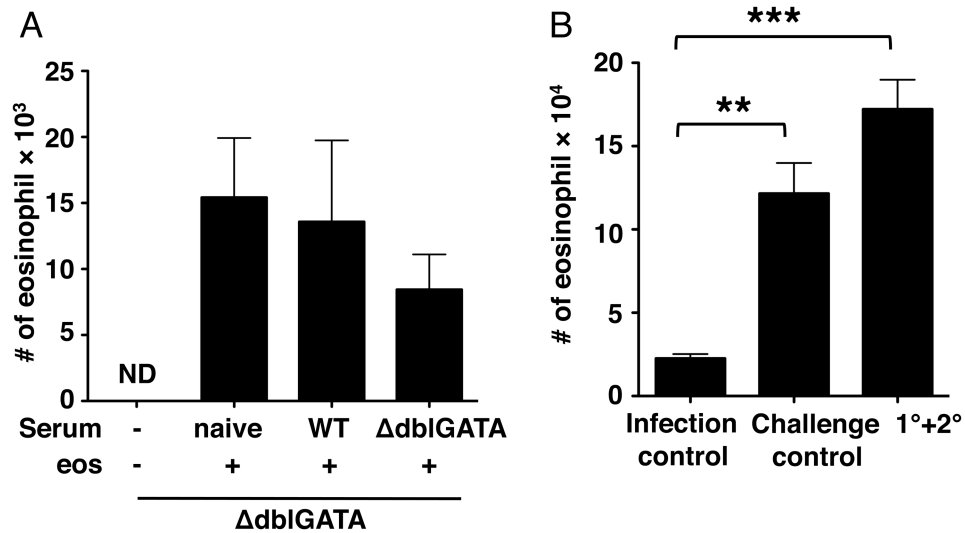 A
# of eosinophil × 10³
25
20
15
10
5
0
ND
Serum - naive WT ΔdblGATA
eos - + + +
ΔdblGATA
B
# of eosinophil × 10⁴
20
15
10
5
0
***
**
Infection control
Challenge control
1°+2°